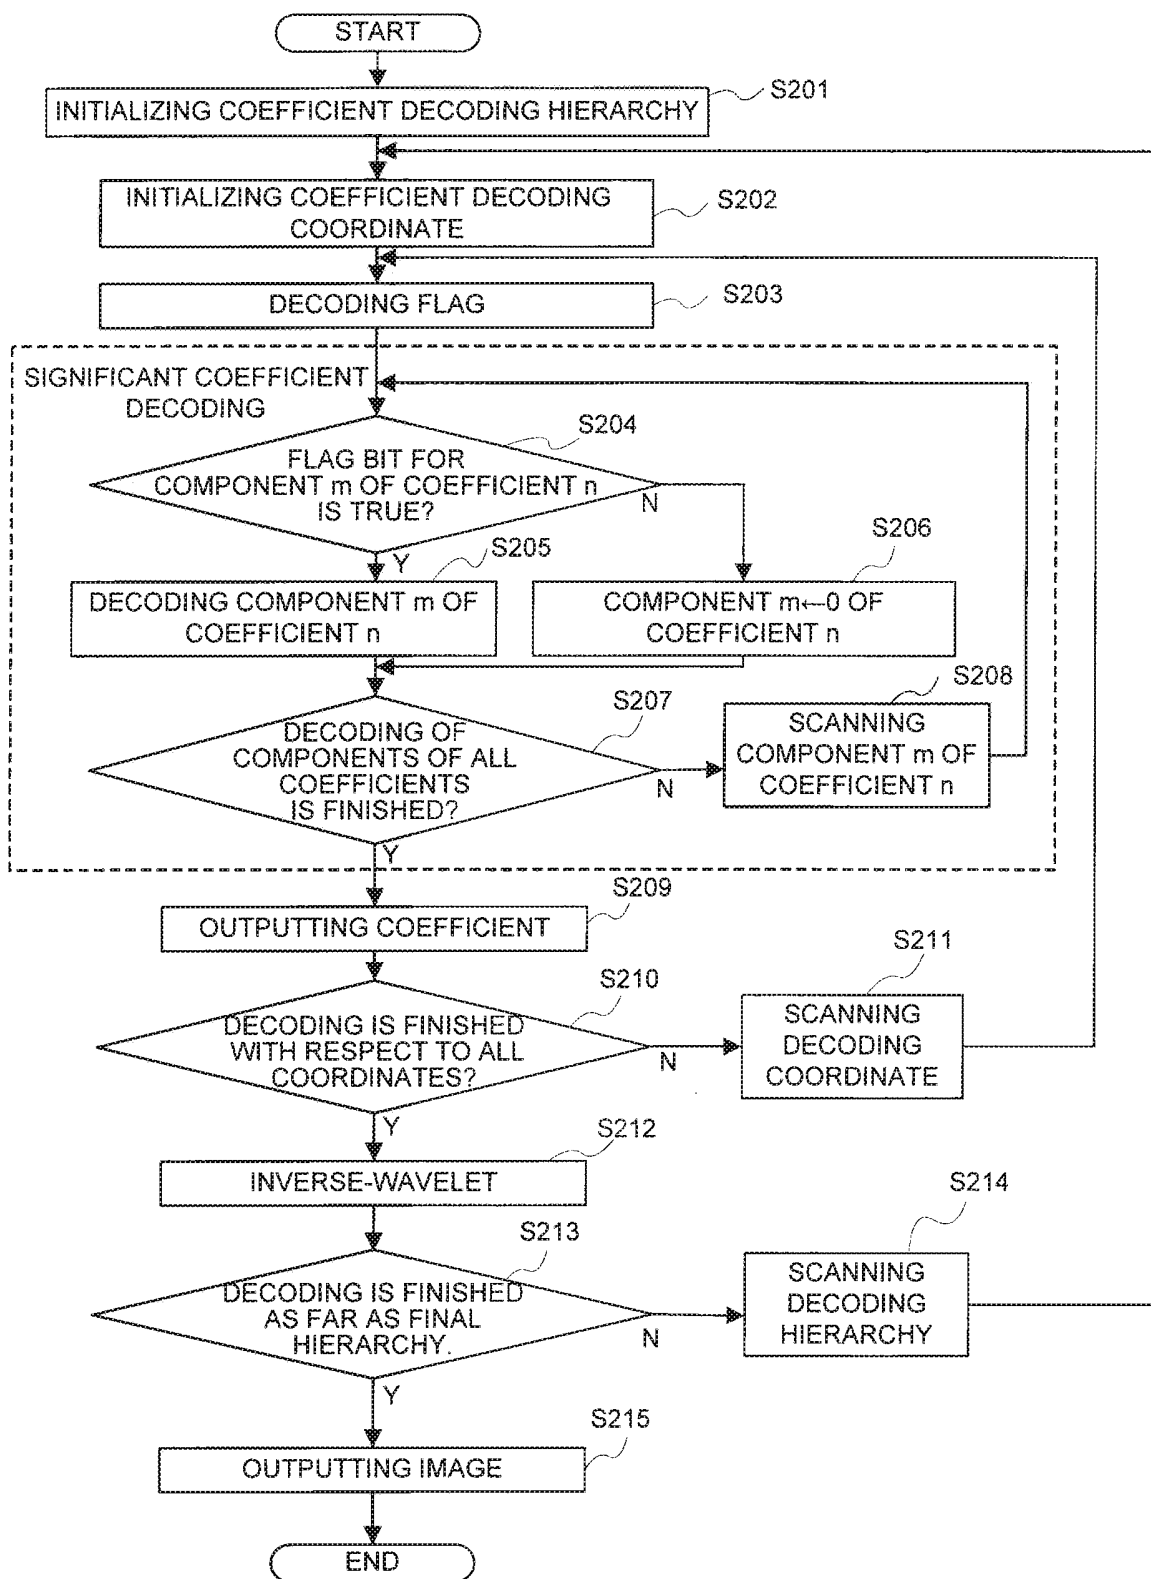 START
S201
INITIALIZING COEFFICIENT DECODING HIERARCHY
INITIALIZING COEFFICIENT DECODING
COORDINATE
S202
DECODING FLAG
S203
SIGNIFICANT COEFFICIENT
DECODING
S204
FLAG BIT FOR
COMPONENT m OF COEFFICIENT n
IS TRUE?
N
Y
S205
S206
DECODING COMPONENT m OF
COEFFICIENT n
COMPONENT m←0 OF
COEFFICIENT n
S207
S208
DECODING OF
COMPONENTS OF ALL
COEFFICIENTS
IS FINISHED?
N
Y
SCANNING
COMPONENT m OF
COEFFICIENT n
S209
OUTPUTTING COEFFICIENT
S210
S211
DECODING IS FINISHED
WITH RESPECT TO ALL
COORDINATES?
N
Y
SCANNING
DECODING
COORDINATE
S212
INVERSE-WAVELET
S213
S214
DECODING IS FINISHED
AS FAR AS FINAL
HIERARCHY.
N
Y
SCANNING
DECODING
HIERARCHY
S215
OUTPUTTING IMAGE
END